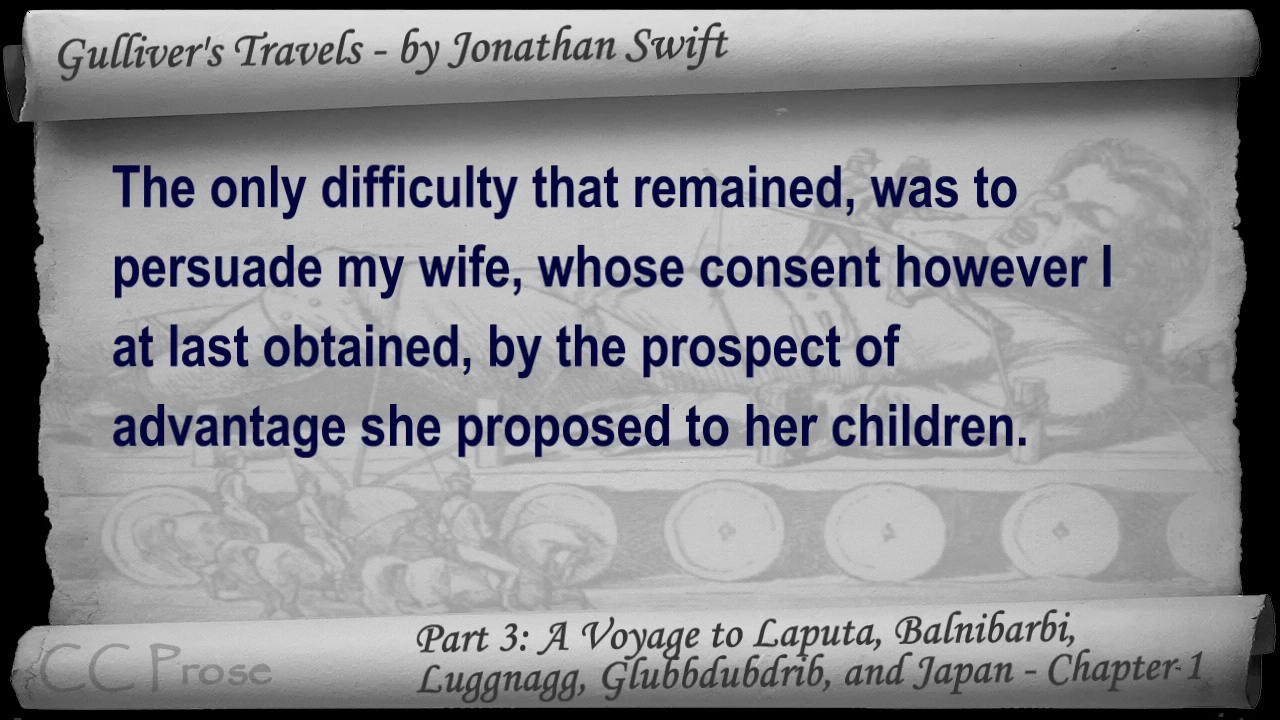 Gulliver's Travels - by Jonathan Swift
The only difficulty that remained, was to
persuade my wife, whose consent however I
at last obtained, by the prospect of
advantage she proposed to her children.
CC Prose
Part 3: A Voyage to Laputa, Balnibarbi,
Luggnagg, Glubbdubdrib, and Japan - Chapter 1